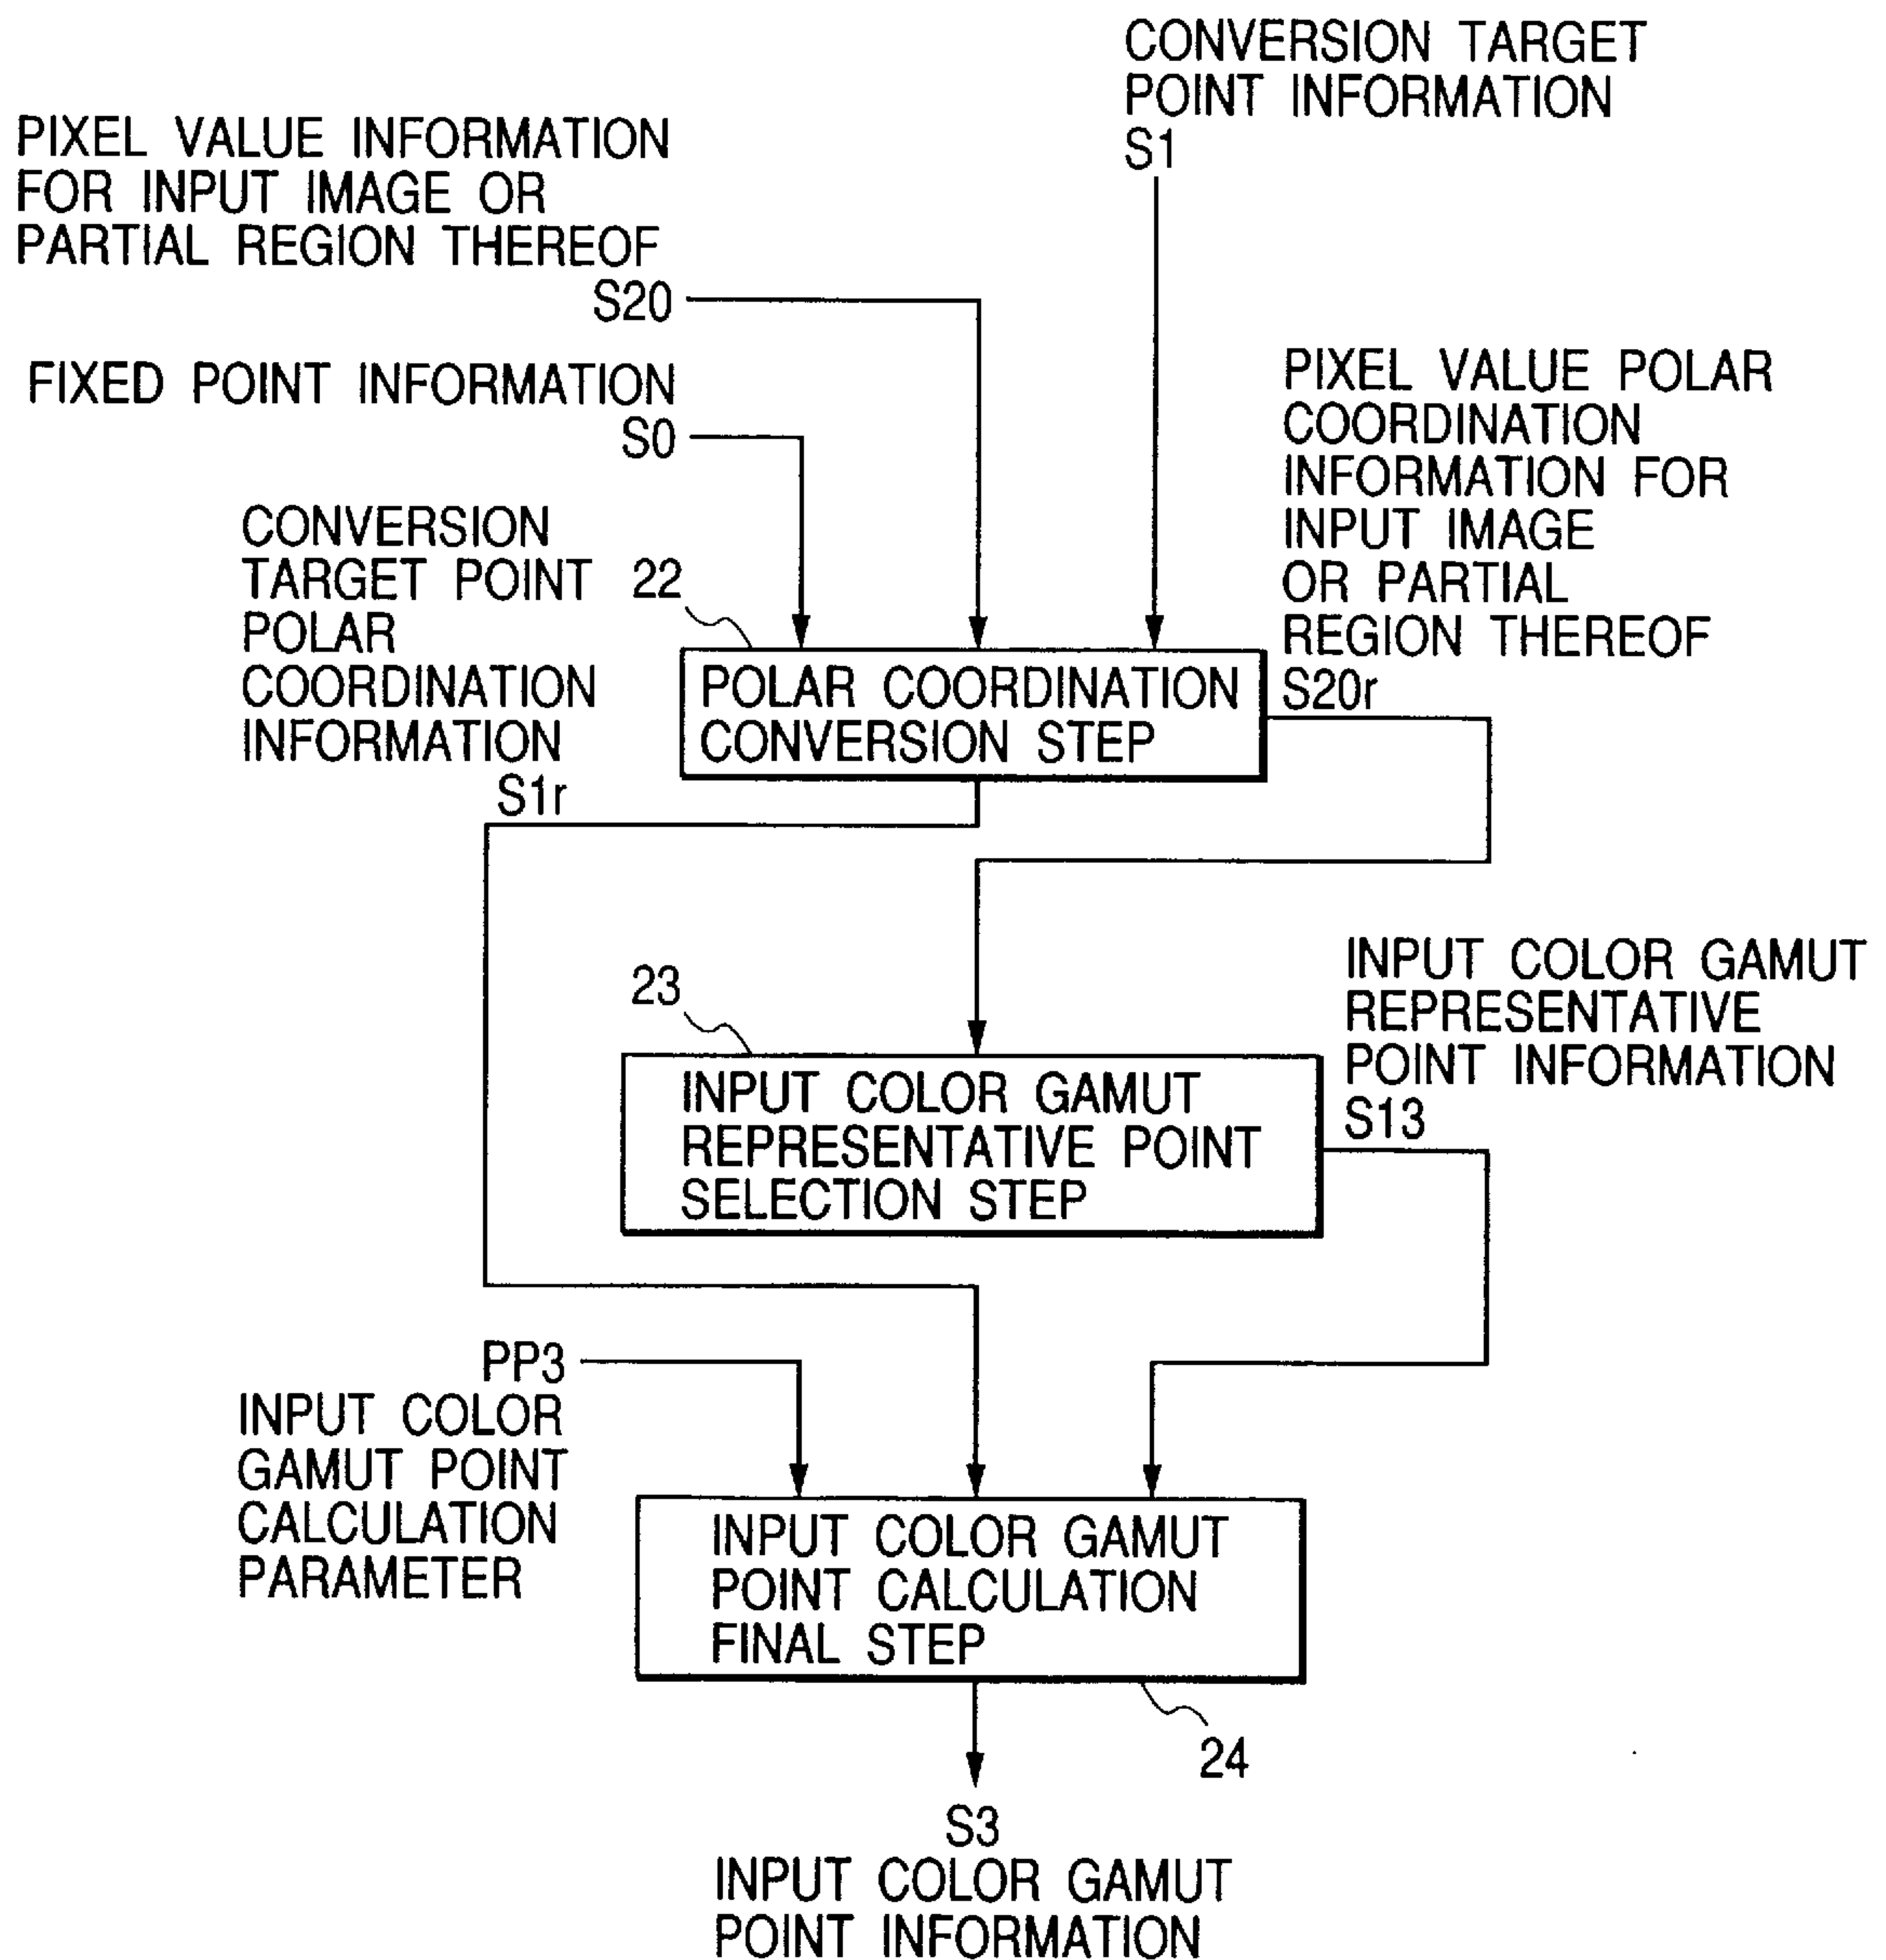 CONVERSION TARGET
POINT INFORMATION
S1
PIXEL VALUE INFORMATION
FOR INPUT IMAGE OR
PARTIAL REGION THEREOF
S20
FIXED POINT INFORMATION
S0
PIXEL VALUE POLAR
COORDINATION
INFORMATION FOR
INPUT IMAGE
OR PARTIAL
REGION THEREOF
S20r
CONVERSION
TARGET POINT
POLAR
COORDINATION
INFORMATION
S1r
22
POLAR COORDINATION
CONVERSION STEP
23
INPUT COLOR GAMUT
REPRESENTATIVE POINT
SELECTION STEP
INPUT COLOR GAMUT
REPRESENTATIVE
POINT INFORMATION
S13
PP3
INPUT COLOR
GAMUT POINT
CALCULATION
PARAMETER
INPUT COLOR GAMUT
POINT CALCULATION
FINAL STEP
24
S3
INPUT COLOR GAMUT
POINT INFORMATION